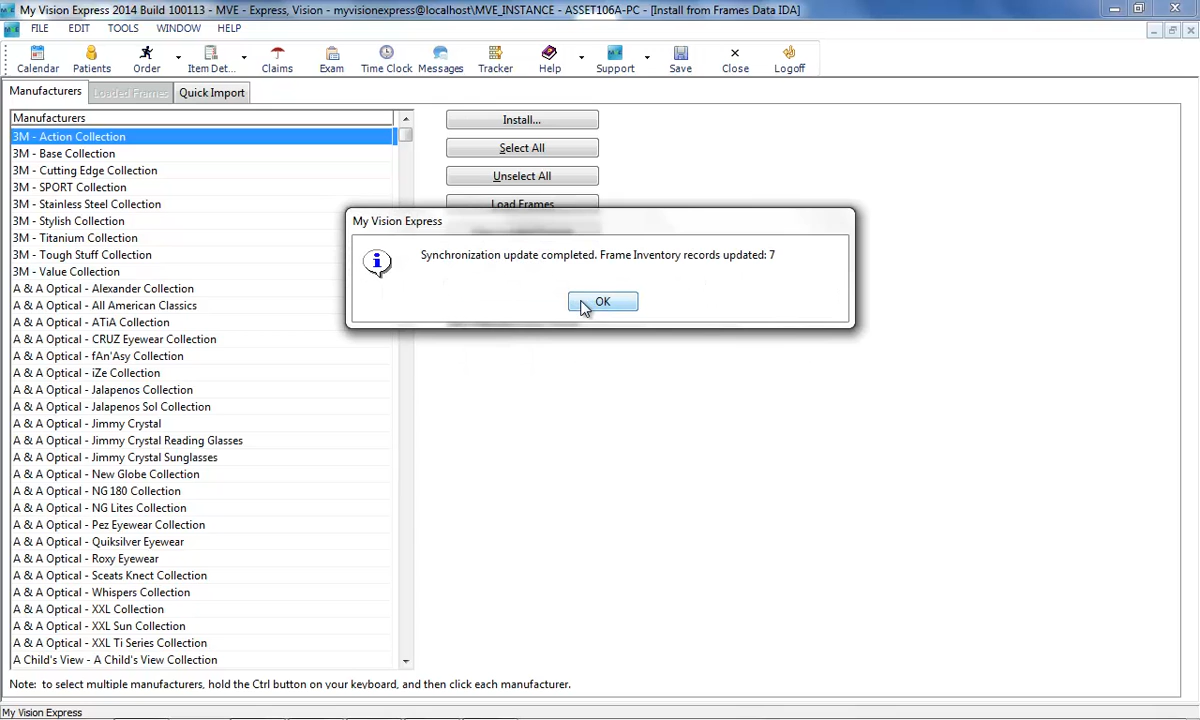 My Vision Express 2014 Build 100113 - MVE - Express, Vision - myvisionexpress@localhost\MVE_INSTANCE - ASSET106A-PC - [Install from Frames Data IDA]
FILE EDIT TOOLS WINDOW HELP
Calendar Patients Order Item Det... Claims Exam Time Clock Messages Tracker Help Support Save Close Logoff
Manufacturers Loaded Frames Quick Import
Manufacturers
3M - Action Collection
3M - Base Collection
3M - Cutting Edge Collection
3M - SPORT Collection
3M - Stainless Steel Collection
3M - Stylish Collection
3M - Titanium Collection
3M - Tough Stuff Collection
3M - Value Collection
A & A Optical - Alexander Collection
A & A Optical - All American Classics
A & A Optical - ATiA Collection
A & A Optical - CRUZ Eyewear Collection
A & A Optical - fAn'Asy Collection
A & A Optical - iZe Collection
A & A Optical - Jalapenos Collection
A & A Optical - Jalapenos Sol Collection
A & A Optical - Jimmy Crystal
A & A Optical - Jimmy Crystal Reading Glasses
A & A Optical - Jimmy Crystal Sunglasses
A & A Optical - New Globe Collection
A & A Optical - NG 180 Collection
A & A Optical - NG Lites Collection
A & A Optical - Pez Eyewear Collection
A & A Optical - Quiksilver Eyewear
A & A Optical - Roxy Eyewear
A & A Optical - Sceats Knect Collection
A & A Optical - Whispers Collection
A & A Optical - XXL Collection
A & A Optical - XXL Sun Collection
A & A Optical - XXL Ti Series Collection
A Child's View - A Child's View Collection
Install...
Select All
Unselect All
Load Frames
My Vision Express
Synchronization update completed. Frame Inventory records updated: 7
OK
Note: to select multiple manufacturers, hold the Ctrl button on your keyboard, and then click each manufacturer.
My Vision Express